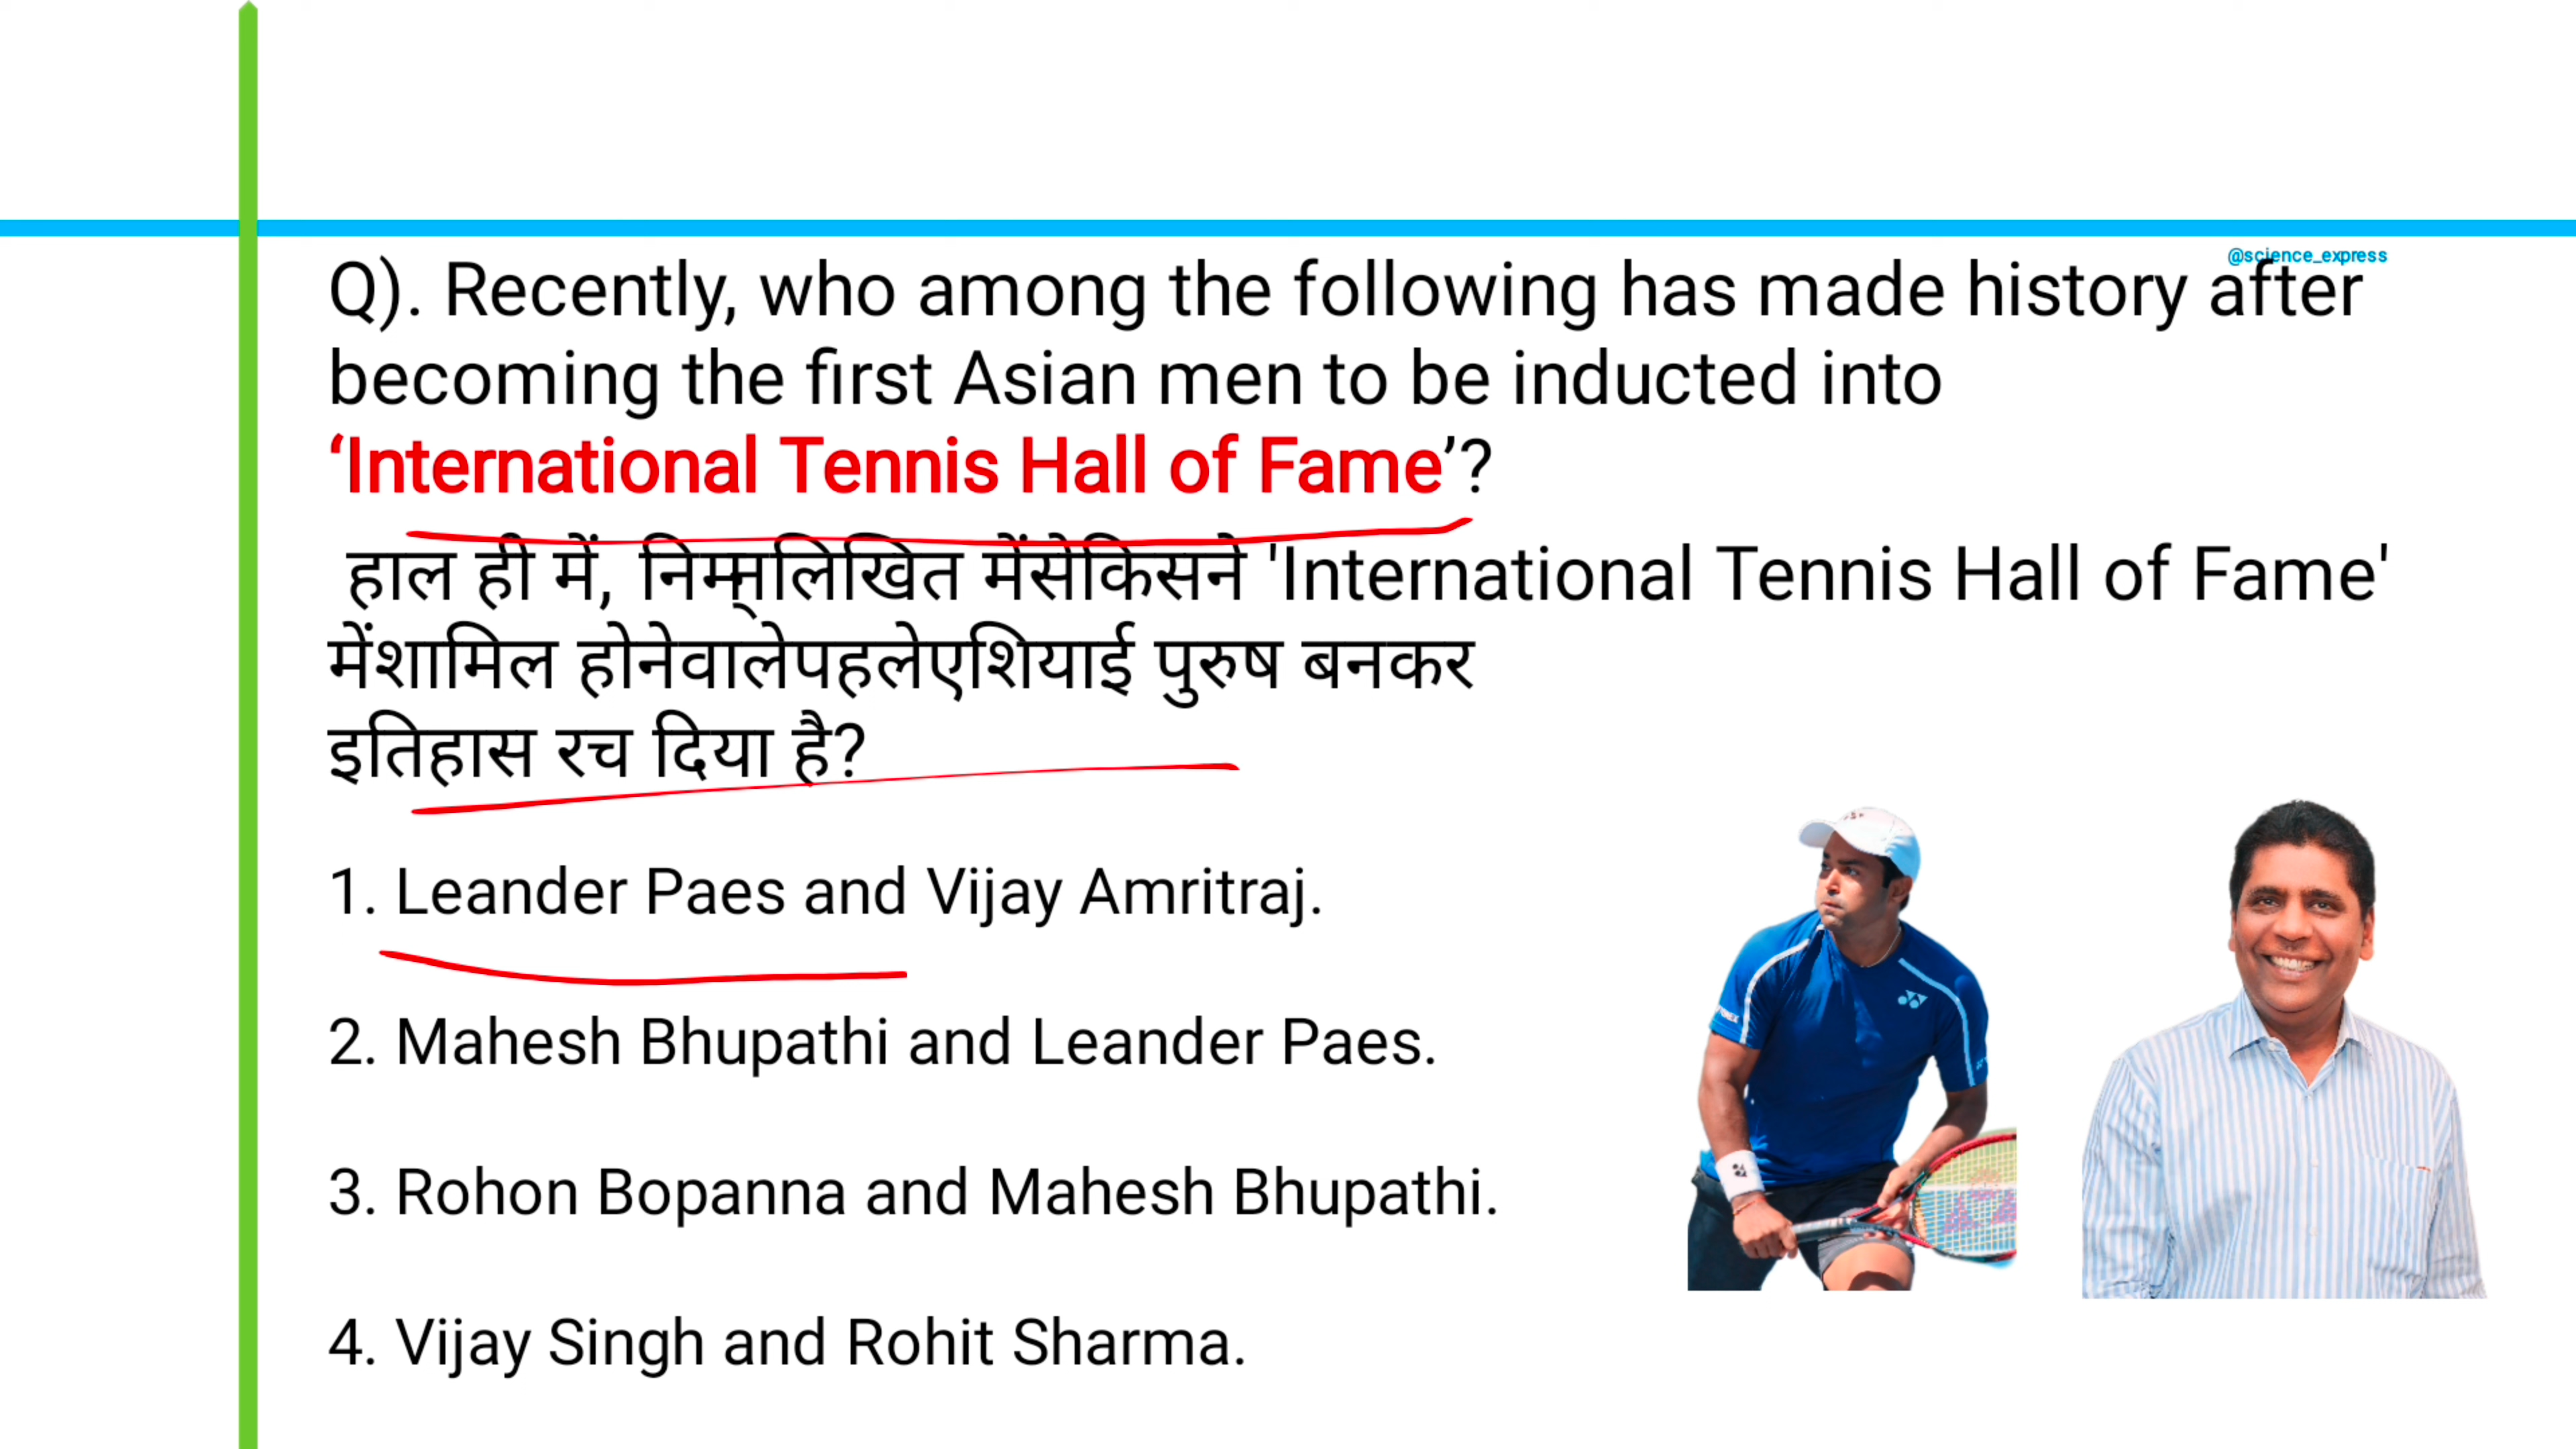 @science_express
Q). Recently, who among the following has made history after
becoming the first Asian men to be inducted into
‘International Tennis Hall of Fame’?
हाल ही में, निम्न्मलिखित मेंसेकिसने 'International Tennis Hall of Fame'
मेंशामिल होनेवालेपहलेएशियाई पुरुष बनकर
इतिहास रच दिया है?
1. Leander Paes and Vijay Amritraj.
2. Mahesh Bhupathi and Leander Paes.
3. Rohon Bopanna and Mahesh Bhupathi.
4. Vijay Singh and Rohit Sharma.